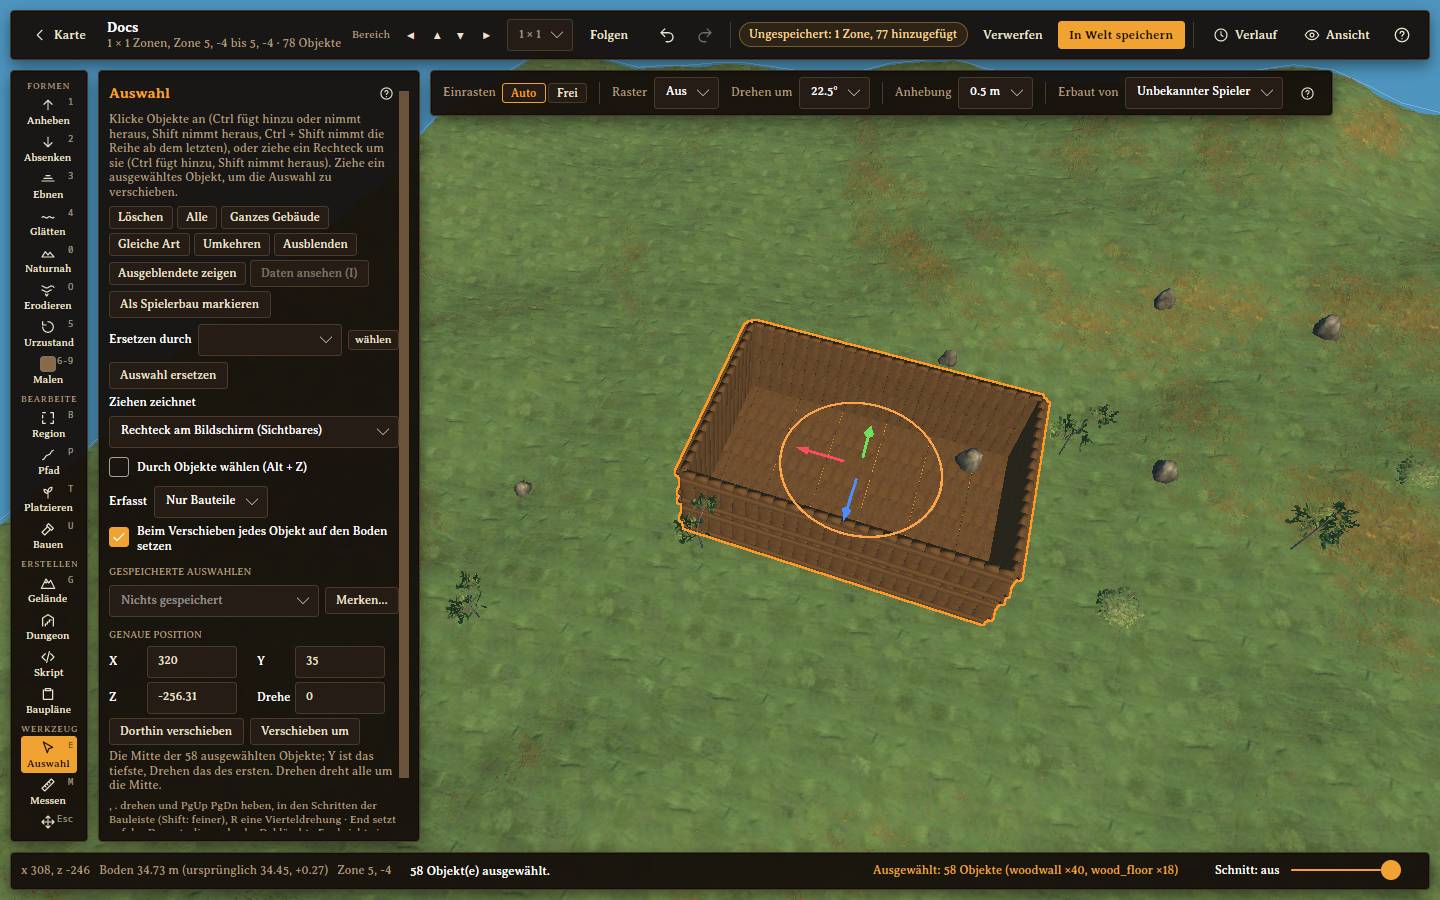 Karte
Docs
1 × 1 Zonen, Zone 5, -4 bis 5, -4 · 78 Objekte
Bereich
1 × 1
Folgen
Ungespeichert: 1 Zone, 77 hinzugefügt
Verwerfen
In Welt speichern
Verlauf
Ansicht
FORMEN
1
Anheben
2
Absenken
3
Ebnen
4
Glätten
0
Naturnah
O
Erodieren
5
Urzustand
6-9
Malen
BEARBEITE
B
Region
P
Pfad
T
Platzieren
U
Bauen
ERSTELLEN
G
Gelände
Dungeon
Skript
Baupläne
WERKZEUG
E
Auswahl
M
Messen
Esc
Auswahl
Klicke Objekte an (Ctrl fügt hinzu oder nimmt
heraus, Shift nimmt heraus, Ctrl + Shift nimmt die
Reihe ab dem letzten), oder ziehe ein Rechteck um
sie (Ctrl fügt hinzu, Shift nimmt heraus). Ziehe ein
ausgewähltes Objekt, um die Auswahl zu
verschieben.
Löschen Alle Ganzes Gebäude
Gleiche Art Umkehren Ausblenden
Ausgeblendete zeigen Daten ansehen (I)
Als Spielerbau markieren
Ersetzen durch wählen
Auswahl ersetzen
Ziehen zeichnet
Rechteck am Bildschirm (Sichtbares)
Durch Objekte wählen (Alt + Z)
Erfasst Nur Bauteile
Beim Verschieben jedes Objekt auf den Boden
setzen
GESPEICHERTE AUSWAHLEN
Nichts gespeichert Merken...
GENAUE POSITION
X 320 Y 35
Z -256.31 Drehe 0
Dorthin verschieben Verschieben um
Die Mitte der 58 ausgewählten Objekte; Y ist das
tiefste, Drehen das des ersten. Drehen dreht alle um
die Mitte.
, . drehen und PgUp PgDn heben, in den Schritten der
Bauleiste (Shift: feiner), R eine Vierteldrehung · End setzt
Einrasten Auto Frei Raster Aus Drehen um 22.5° Anhebung 0.5 m Erbaut von Unbekannter Spieler
x 308, z -246 Boden 34.73 m (ursprünglich 34.45, +0.27) Zone 5, -4 58 Objekt(e) ausgewählt.
Ausgewählt: 58 Objekte (woodwall ×40, wood_floor ×18) Schnitt: aus